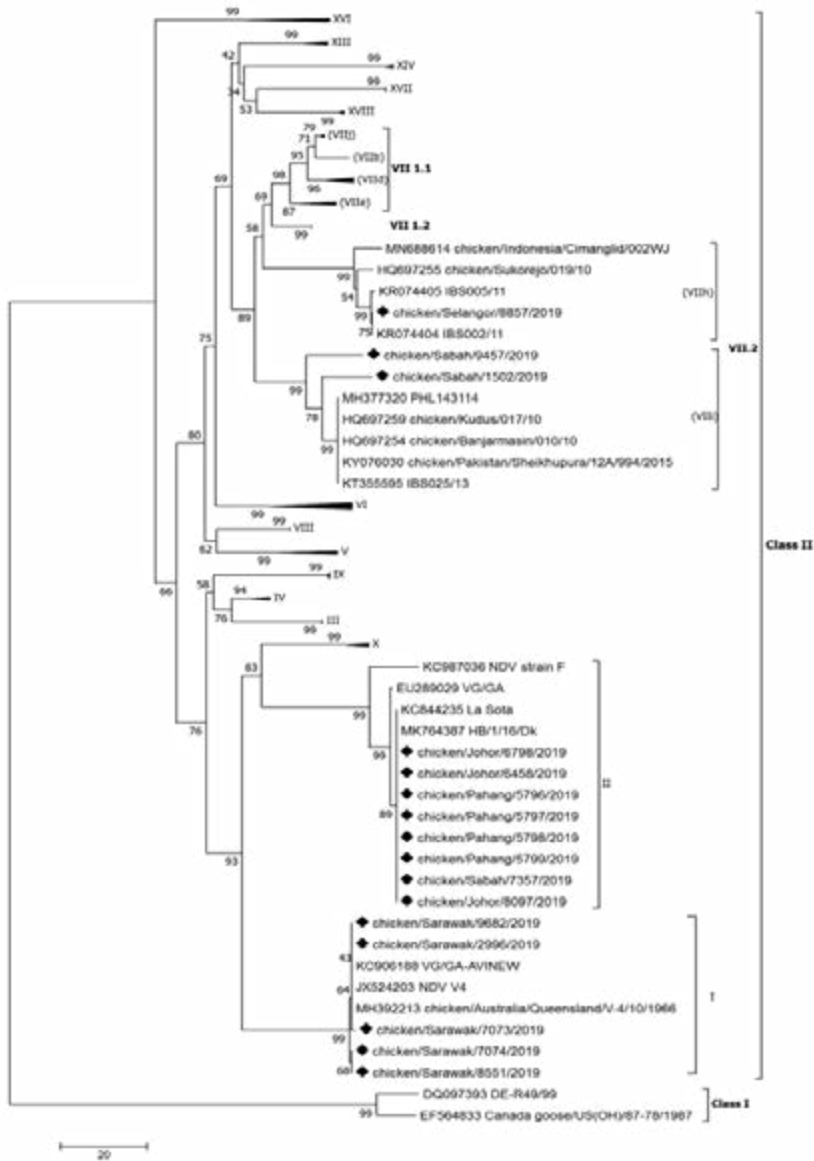 99 XVI
99 XIII
42
99 XIV
34
99 XVII
53
XVIII
99
79 (VIIj)
71
95 (VIIb)
VII 1.1
98 (VIId)
96
69 (VIIe)
87
58 99 VII 1.2
MN688614 chicken/Indonesia/Cimanglid/002WJ
99 HQ697255 chicken/Sukorejo/019/10
54 KR074405 IBS005/11
(VIIh)
99 chicken/Selangor/8857/2019
75 KR074404 IBS002/11
69
89
75
VII.2
chicken/Sabah/9457/2019
99 chicken/Sabah/1502/2019
78 MH377320 PHL143114
HQ697259 chicken/Kudus/017/10
(VIIi)
HQ697254 chicken/Banjarmasin/010/10
99 KY076030 chicken/Pakistan/Sheikhupura/12A/994/2015
KT355595 IBS025/13
80
VI
99
99 VIII
62 V
99
Class II
66
99 IX
58
94 IV
76 III
99
99 X
83
KC987036 NDV strain F
99 EU289029 VG/GA
KC844235 La Sota
76
MK764387 HB/1/16/Dk
98 chicken/Johor/6798/2019
chicken/Johor/6458/2019
II
chicken/Pahang/5796/2019
89 chicken/Pahang/5797/2019
chicken/Pahang/5798/2019
93 chicken/Pahang/5799/2019
chicken/Sabah/7357/2019
chicken/Johor/8097/2019
chicken/Sarawak/9682/2019
chicken/Sarawak/2996/2019
43
KC906188 VG/GA-AVINEW
64 JX524203 NDV V4
I
MH392213 chicken/Australia/Queensland/V-4/10/1966
99 chicken/Sarawak/7073/2019
chicken/Sarawak/7074/2019
68 chicken/Sarawak/8551/2019
DQ097393 DE-R49/99
Class I
99 EF564833 Canada goose/US(OH)/87-78/1987
20